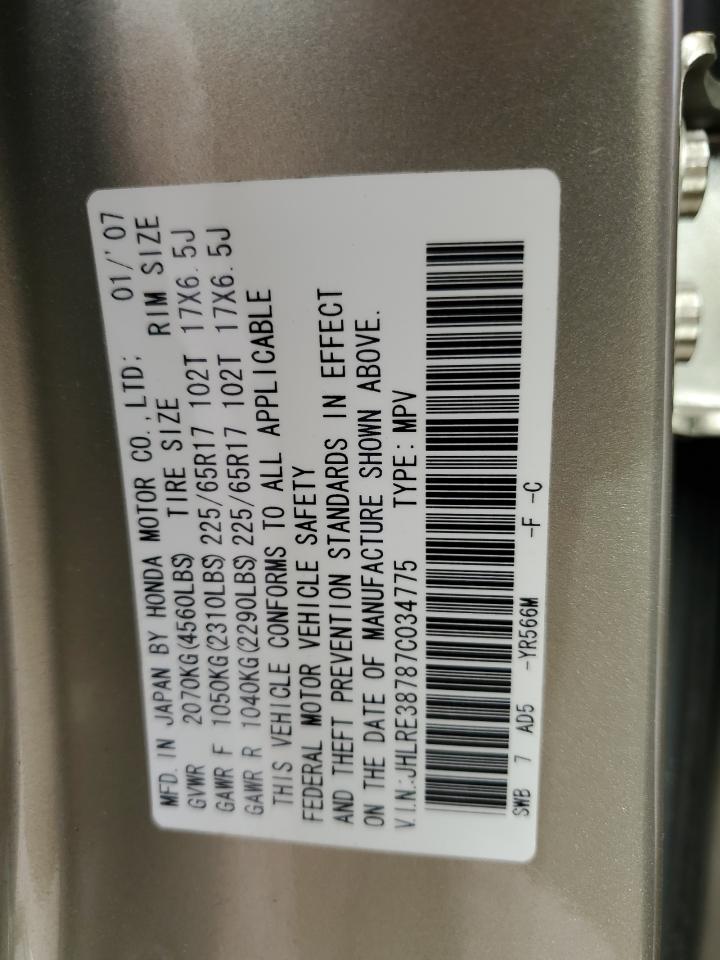 MFD. IN JAPAN BY HONDA MOTOR CO., LTD; 01/'07
GVWR 2070KG(4560LBS) TIRE SIZE RIM SIZE
GAWR F 1050KG(2310LBS) 225/65R17 102T 17X6.5J
GAWR R 1040KG(2290LBS) 225/65R17 102T 17X6.5J
THIS VEHICLE CONFORMS TO ALL APPLICABLE
FEDERAL MOTOR VEHICLE SAFETY
AND THEFT PREVENTION STANDARDS IN EFFECT
ON THE DATE OF MANUFACTURE SHOWN ABOVE.
V.I.N.:JHLRE38787C034775 TYPE: MPV
SWB 7 AD5 -YR566M -F -C